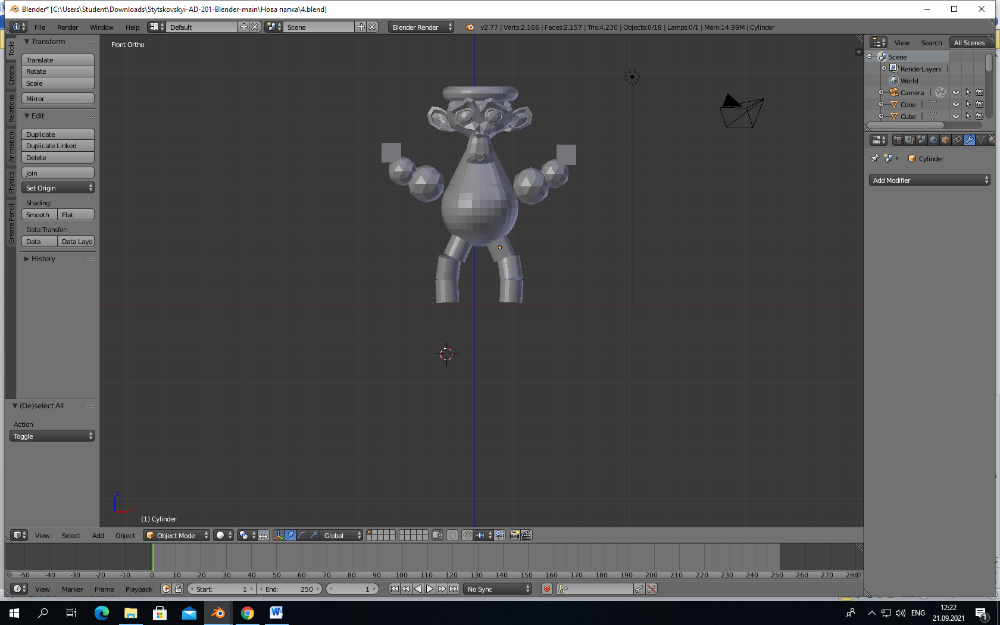 Blender* [C:\Users\Student\Downloads\Stytskovskyi-AD-201-Blender-main\Нова папка\4.blend]
File Render Window Help Default Scene Blender Render v2.77 | Verts:2,166 | Faces:2,157 | Tris:4,230 | Objects:0/18 | Lamps:0/1 | Mem:14.99M | Cylinder
Tools
Create
Relations
Animation
Physics
Grease Pencil
Transform
Translate
Rotate
Scale
Mirror
Edit
Duplicate
Duplicate Linked
Delete
Join
Set Origin
Shading:
Smooth Flat
Data Transfer:
Data Data Layo
History
(De)select All
Action
Toggle
Front Ortho
z
x
(1) Cylinder
View Search All Scenes
Scene
RenderLayers
World
Camera
Cone
Cube
Cylinder
Add Modifier
View Select Add Object Object Mode Global
-50 -40 -30 -20 -10 0 10 20 30 40 50 60 70 80 90 100 110 120 130 140 150 160 170 180 190 200 210 220 230 240 250 260 270 280
View Marker Frame Playback Start: 1 End: 250 1 No Sync
ENG
12:22
21.09.2021
1